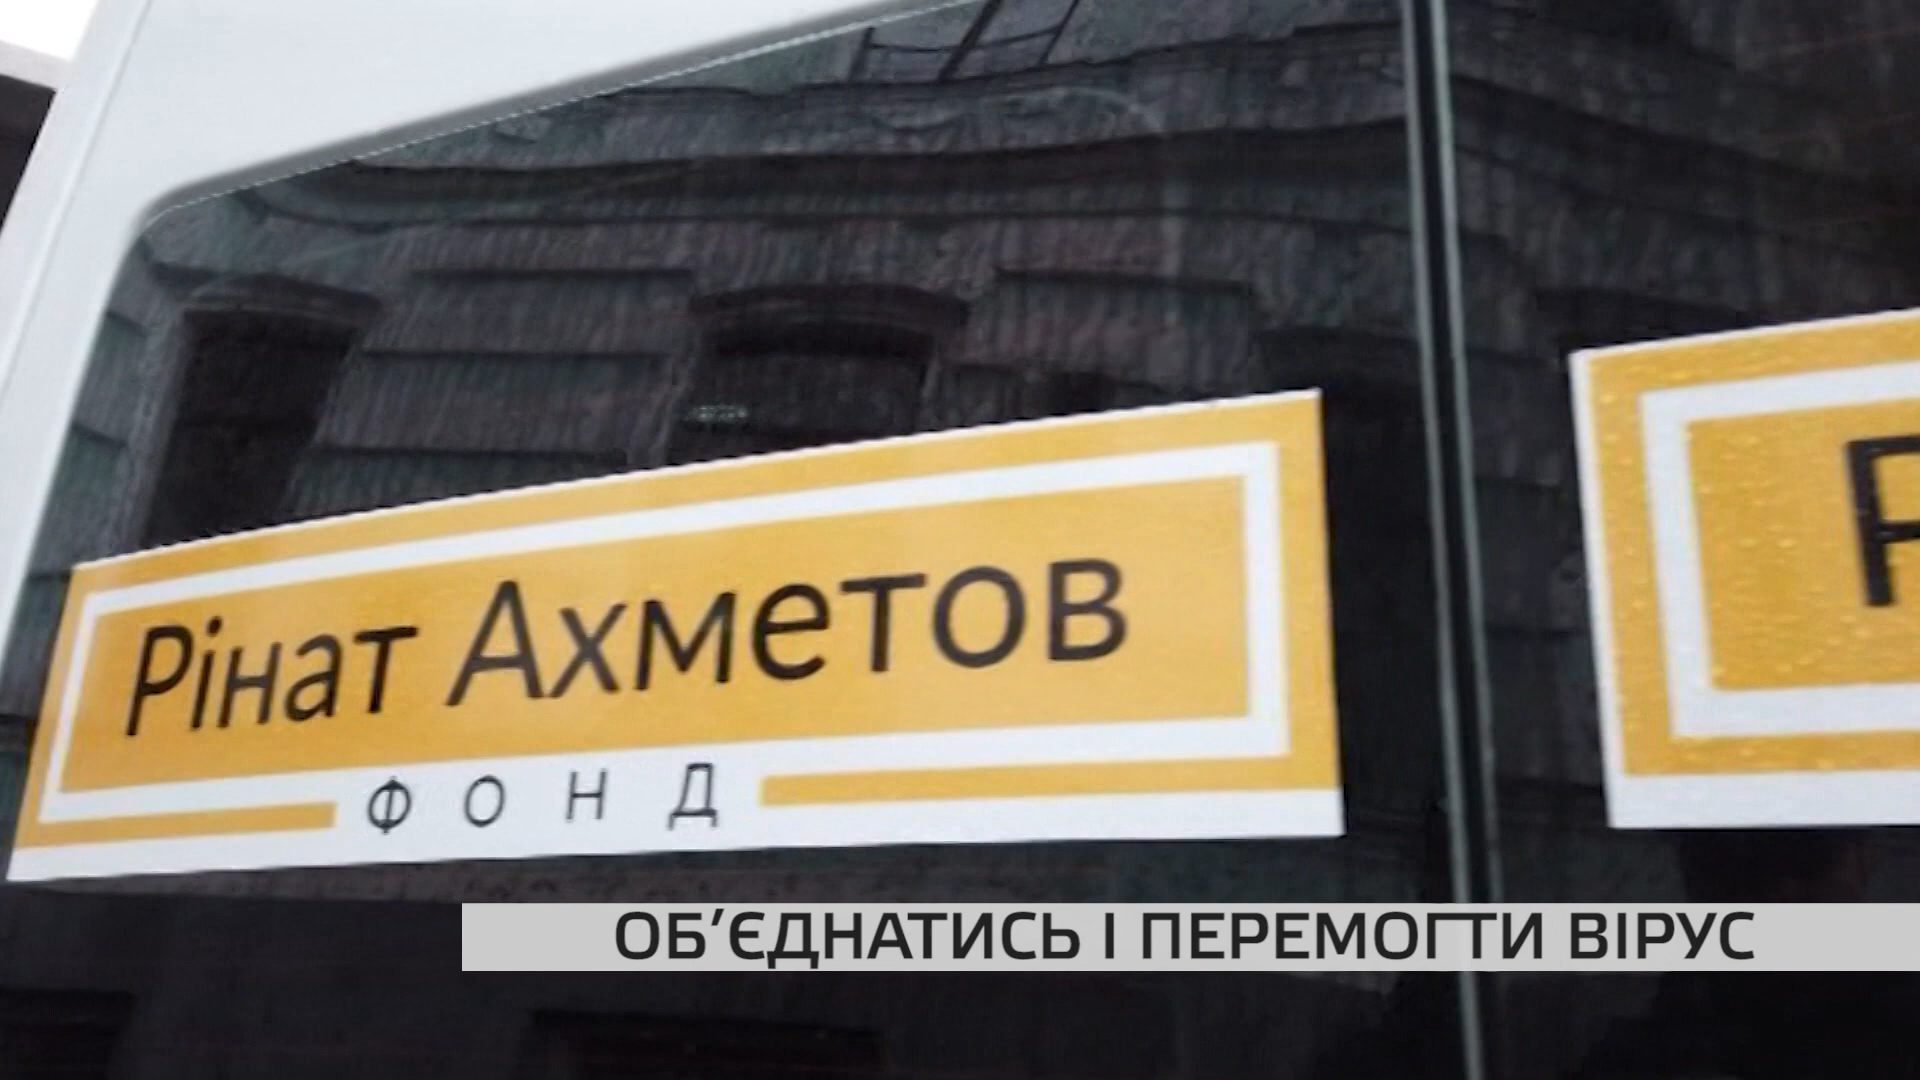 Рінат Ахметов
ФОНД
ОБ’ЄДНАТИСЬ І ПЕРЕМОГТИ ВІРУС